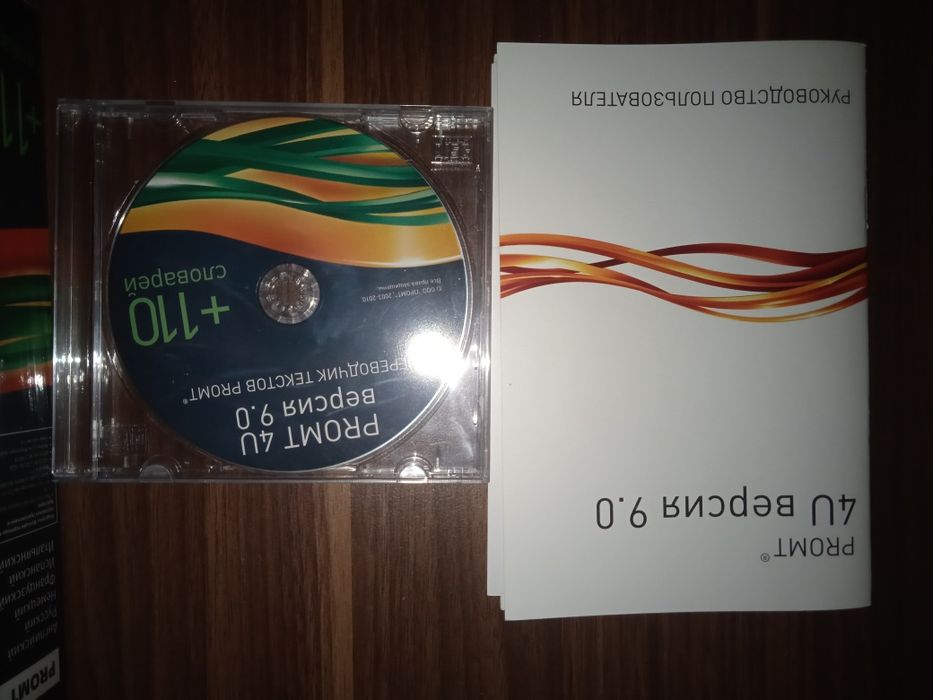 PROMT 4U
версия 9.0
ПЕРЕВОДЧИК ТЕКСТОВ PROMT®
+110
словарей
© ООО "ПРОМТ", 2003-2010.
Все права защищены.
PROMT®
4U версия 9.0
РУКОВОДСТВО ПОЛЬЗОВАТЕЛЯ
PROMT
Английский
Русский
Немецкий
Французский
Испанский
Итальянский
+11